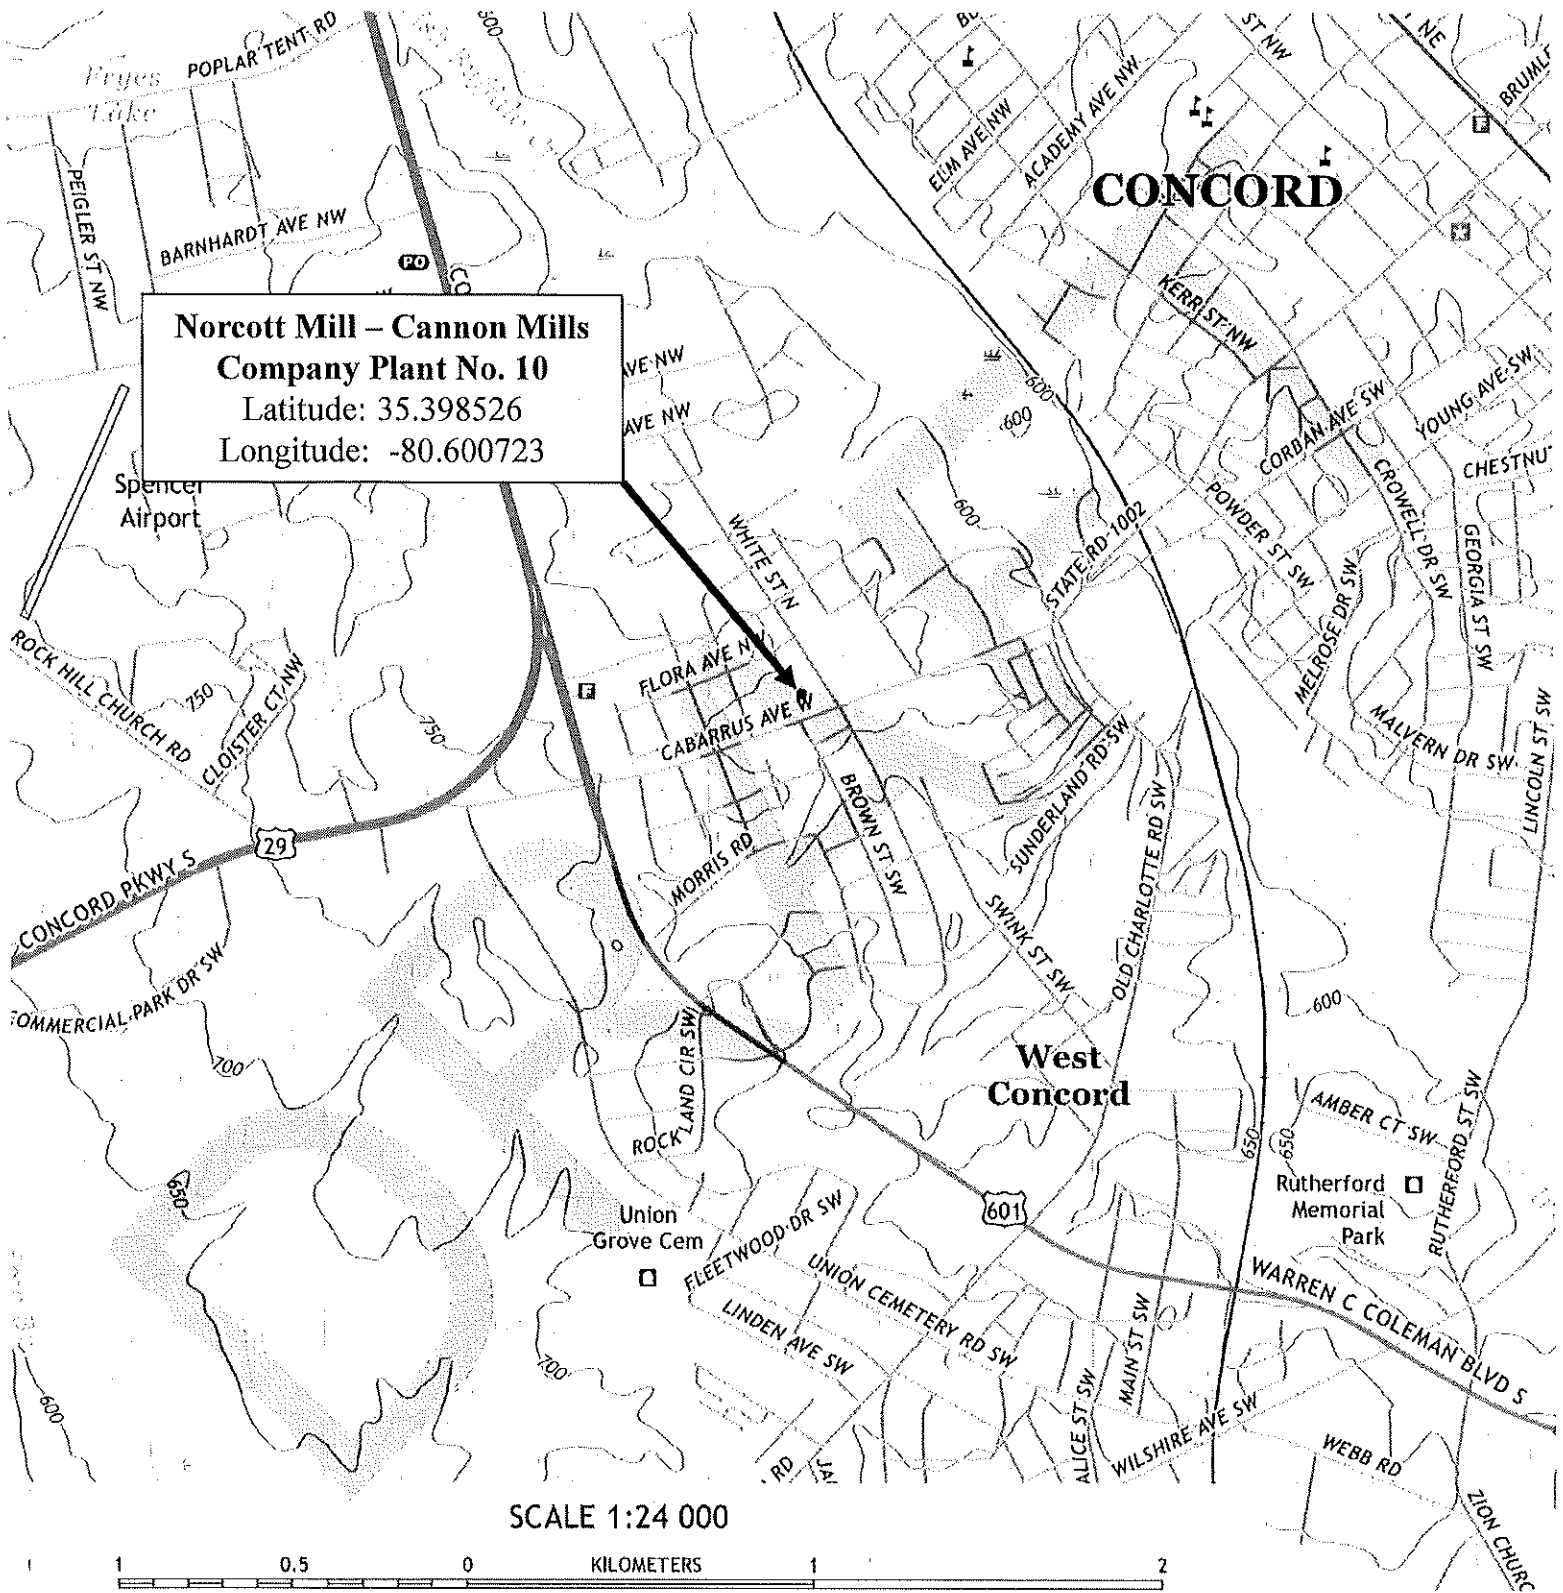 POPLAR TENT RD
Fryes
Lake
600
ST NW
NE
ELM AVE NW
ACADEMY AVE NW
F
CONCORD
PEIGLER ST NW
BARNHARDT AVE NW
PO
CO
KERR ST NW
Norcott Mill – Cannon Mills
Company Plant No. 10
Latitude: 35.398526
Longitude: -80.600723
AVE NW
AVE NW
600
600
CORBAN AVE SW
YOUNG AVE SW
CHESTNUT
CROWELL DR SW
Spencer
Airport
WHITE ST N
600
STATE RD 1002
POWDER ST SW
GEORGIA ST SW
MELROSE DR SW
ROCK HILL CHURCH RD
750
CLOISTER CT NW
750
F
FLORA AVE NW
CABARRUS AVE W
MALVERN DR SW
LINCOLN ST SW
BROWN ST SW
SUNDERLAND RD SW
OLD CHARLOTTE RD SW
29
CONCORD PKWY S
MORRIS RD
SWINK ST SW
COMMERCIAL PARK DR SW
700
600
ROCK LAND CIR SW
West
Concord
AMBER CT SW
650
650
RUTHERFORD ST SW
650
Rutherford
Memorial
Park
601
Union
Grove Cem
FLEETWOOD DR SW
UNION CEMETERY RD SW
LINDEN AVE SW
WARREN C COLEMAN BLVD S
MAIN ST SW
ALICE ST SW
WILSHIRE AVE SW
WEBB RD
700
600
RD
ZION CHURC
SCALE 1:24 000
1 0.5 0 KILOMETERS 1 2